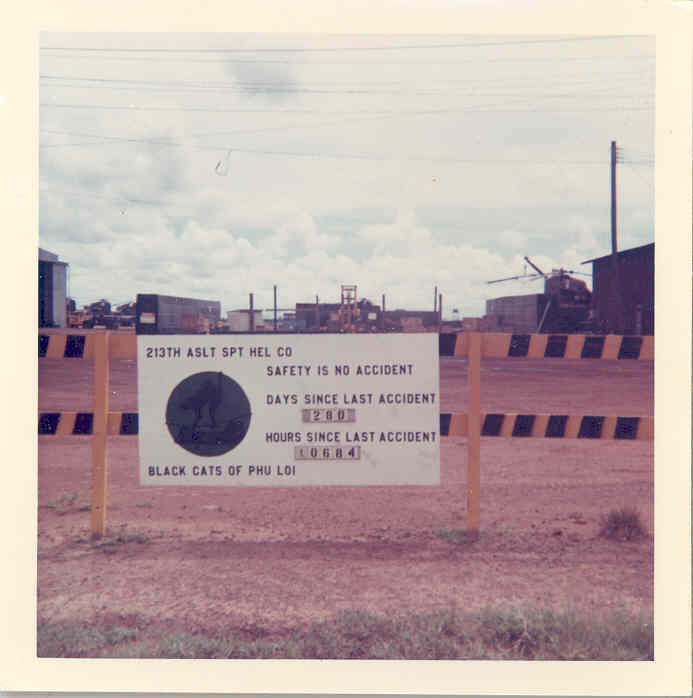 213TH ASLT SPT HEL CO
SAFETY IS NO ACCIDENT
DAYS SINCE LAST ACCIDENT
280
HOURS SINCE LAST ACCIDENT
10684
BLACK CATS OF PHU LOI